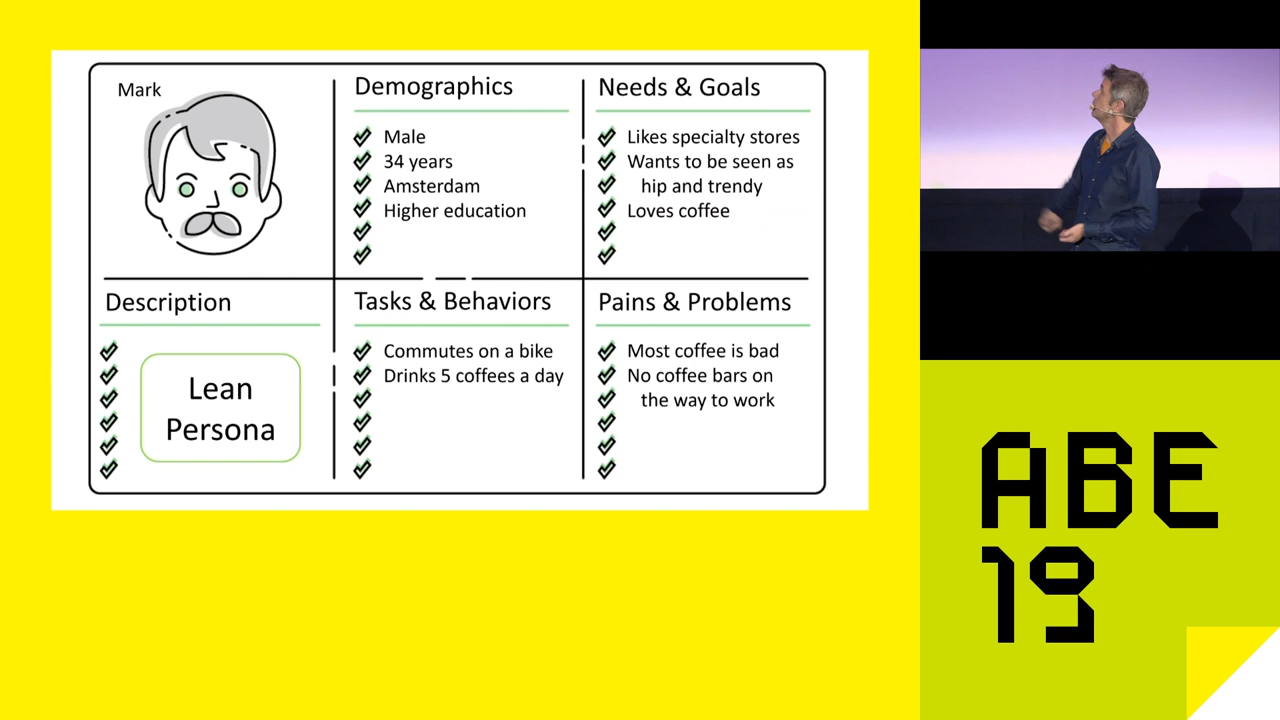 Mark
Demographics
Male
34 years
Amsterdam
Higher education
Needs & Goals
Likes specialty stores
Wants to be seen as
hip and trendy
Loves coffee
Description
Lean
Persona
Tasks & Behaviors
Commutes on a bike
Drinks 5 coffees a day
Pains & Problems
Most coffee is bad
No coffee bars on
the way to work
ABE
19